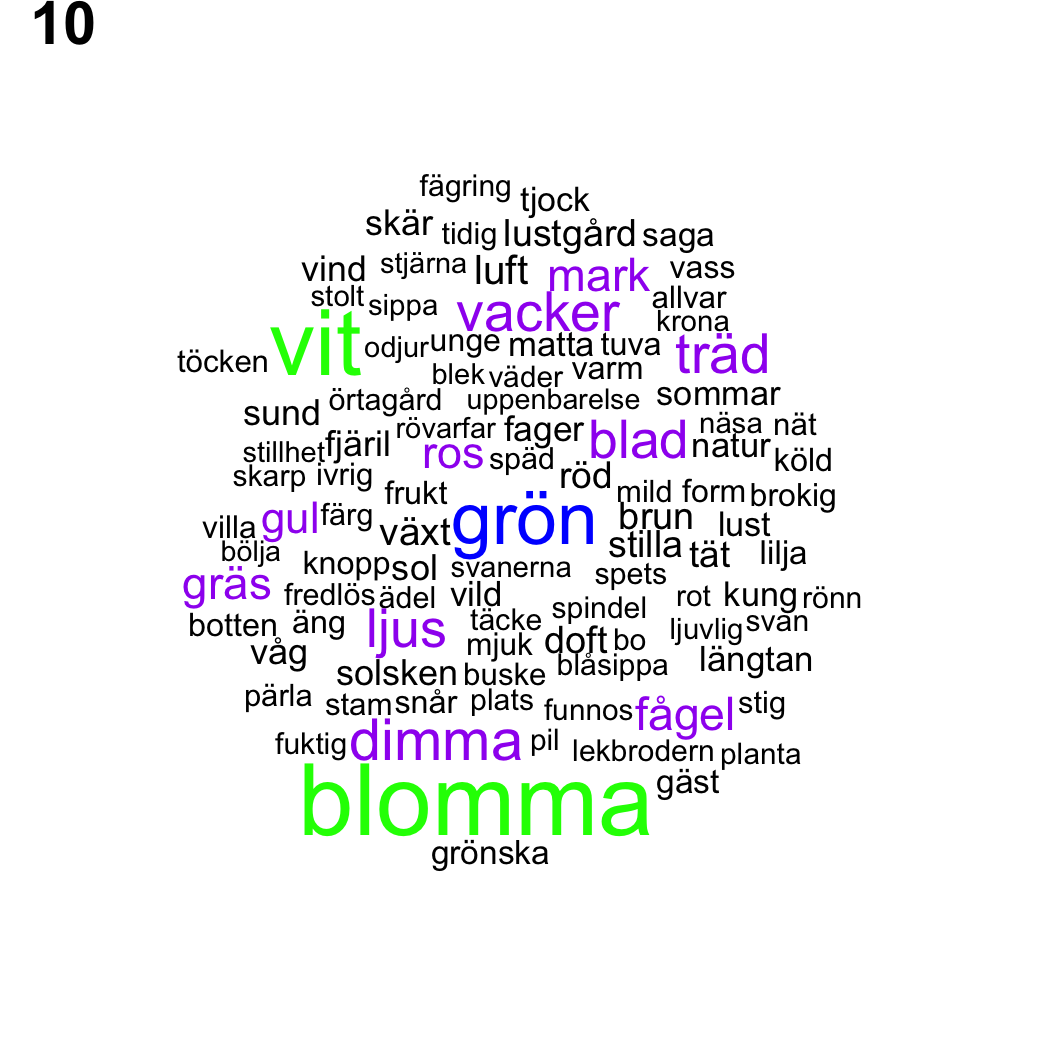 10
fägring tjock
skär tidig lustgård saga
vind stjärna luft mark vass
stolt sippa vacker allvar
krona
vit odjur unge matta tuva träd
töcken blek väder varm
örtagård uppenbarelse sommar
sund rövarfar fager blad näsa nät
stillhet fjäril ros späd natur köld
skarp ivrig röd
frukt mild form brokig
villa gul färg växt grön brun lust
bölja stilla tät lilja
knopp sol svanerna spets
gräs fredlös ädel vild rot kung rönn
botten äng ljus täcke spindel ljuvlig svan
våg mjuk doft bo
solsken buske blåsippa längtan
pärla stam snår plats funnos fågel stig
fuktig dimma pil lekbrodern planta
blomma gäst
grönska